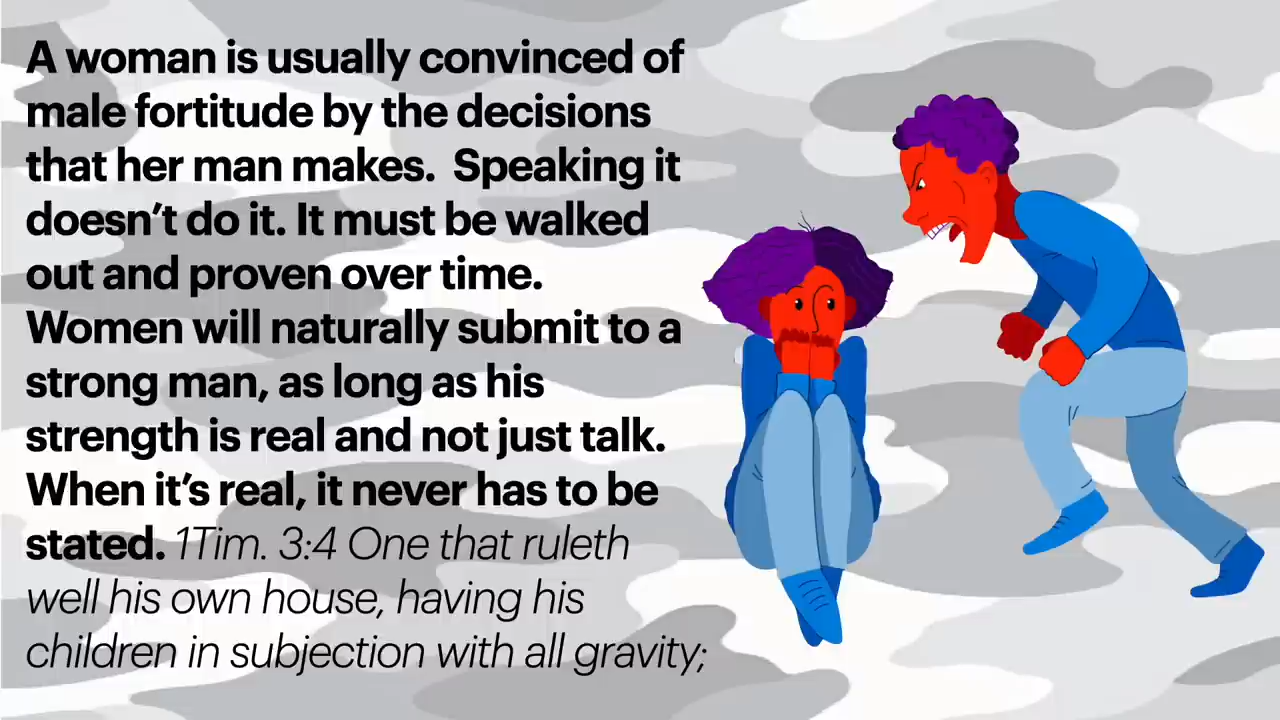 A woman is usually convinced of
male fortitude by the decisions
that her man makes.  Speaking it
doesn’t do it. It must be walked
out and proven over time.
Women will naturally submit to a
strong man, as long as his
strength is real and not just talk.
When it’s real, it never has to be
stated. 1Tim. 3:4 One that ruleth
well his own house, having his
children in subjection with all gravity;